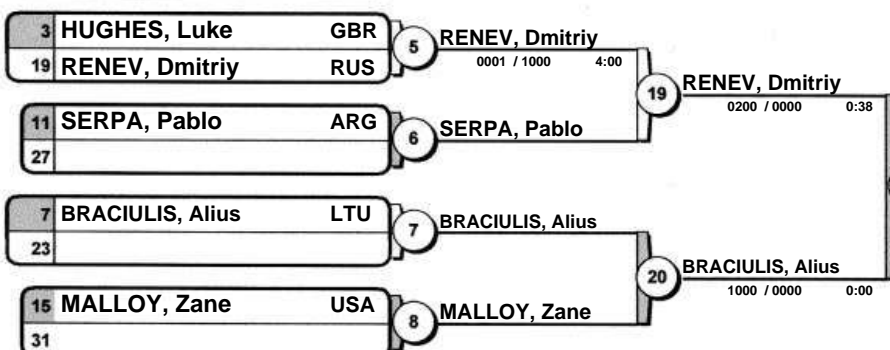 3 HUGHES, Luke GBR
19 RENEV, Dmitriy RUS
5 RENEV, Dmitriy
0001 / 1000 4:00
11 SERPA, Pablo ARG
27
6 SERPA, Pablo
19 RENEV, Dmitriy
0200 / 0000 0:38
7 BRACIULIS, Alius LTU
23
7 BRACIULIS, Alius
15 MALLOY, Zane USA
31
8 MALLOY, Zane
20 BRACIULIS, Alius
1000 / 0000 0:00